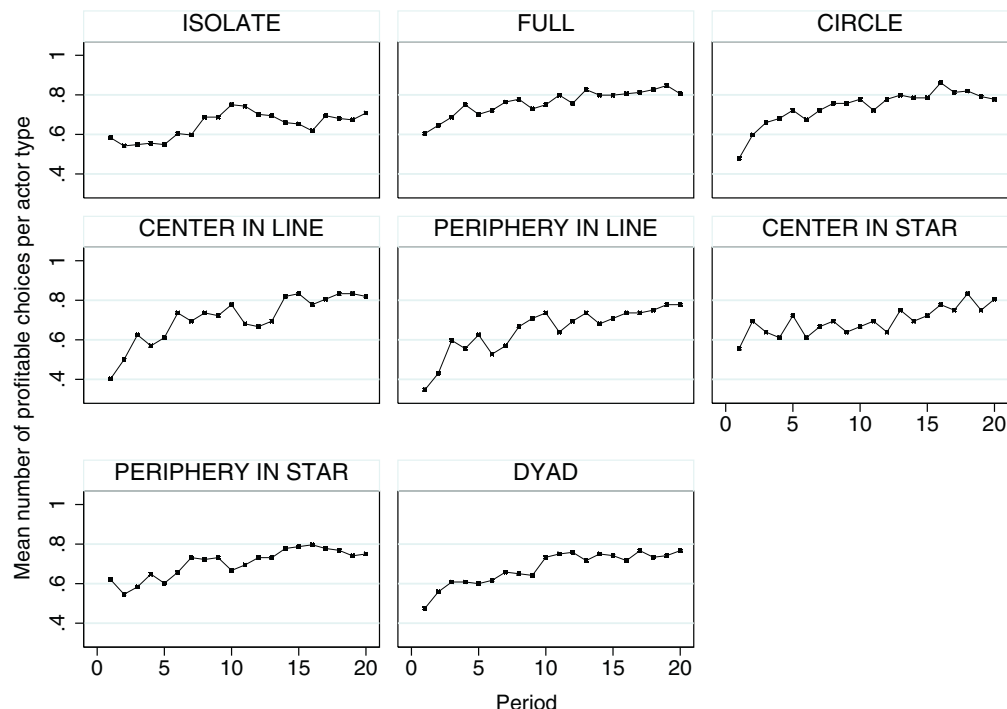 ISOLATE FULL CIRCLE
1
.8
.6
.4
CENTER IN LINE PERIPHERY IN LINE CENTER IN STAR
1
.8
.6
.4
0 5 10 15 20
PERIPHERY IN STAR DYAD
1
.8
.6
.4
0 5 10 15 20 0 5 10 15 20
Mean number of profitable choices per actor type
Period